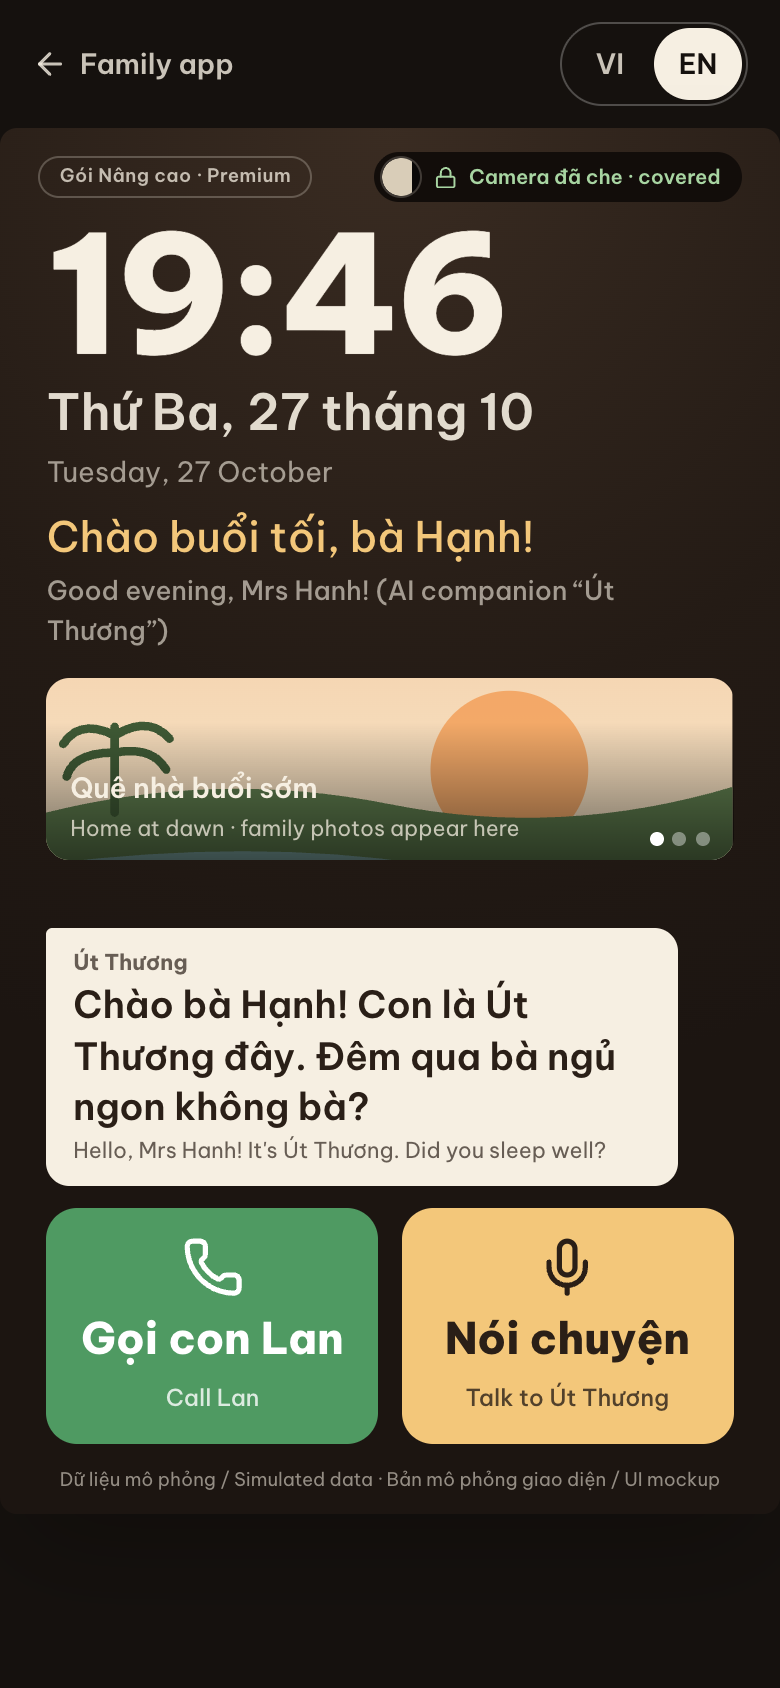 Family app
VI
EN
Gói Nâng cao · Premium
Camera đã che · covered
19:46
Thứ Ba, 27 tháng 10
Tuesday, 27 October
Chào buổi tối, bà Hạnh!
Good evening, Mrs Hanh! (AI companion “Út
Thương”)
Quê nhà buổi sớm
Home at dawn · family photos appear here
Út Thương
Chào bà Hạnh! Con là Út
Thương đây. Đêm qua bà ngủ
ngon không bà?
Hello, Mrs Hanh! It's Út Thương. Did you sleep well?
Gọi con Lan
Call Lan
Nói chuyện
Talk to Út Thương
Dữ liệu mô phỏng / Simulated data · Bản mô phỏng giao diện / UI mockup